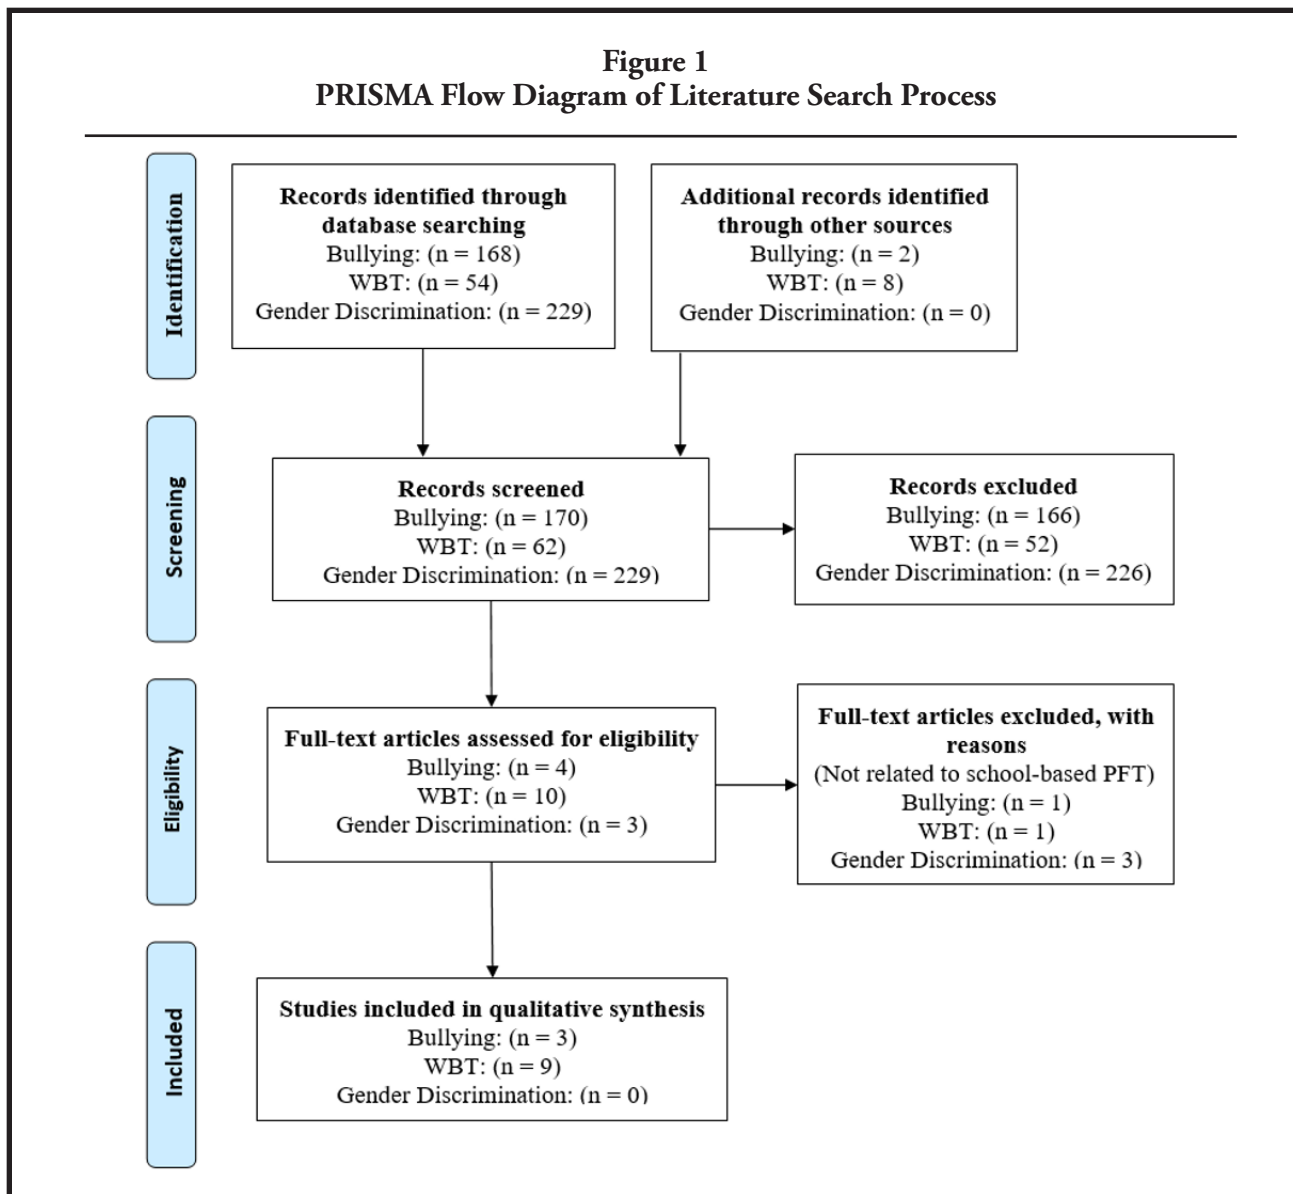 Figure 1
PRISMA Flow Diagram of Literature Search Process
Identification
Records identified through
database searching
Bullying: (n = 168)
WBT: (n = 54)
Gender Discrimination: (n = 229)
Additional records identified
through other sources
Bullying: (n = 2)
WBT: (n = 8)
Gender Discrimination: (n = 0)
Screening
Records screened
Bullying: (n = 170)
WBT: (n = 62)
Gender Discrimination: (n = 229)
Records excluded
Bullying: (n = 166)
WBT: (n = 52)
Gender Discrimination: (n = 226)
Eligibility
Full-text articles assessed for eligibility
Bullying: (n = 4)
WBT: (n = 10)
Gender Discrimination: (n = 3)
Full-text articles excluded, with
reasons
(Not related to school-based PFT)
Bullying: (n = 1)
WBT: (n = 1)
Gender Discrimination: (n = 3)
Included
Studies included in qualitative synthesis
Bullying: (n = 3)
WBT: (n = 9)
Gender Discrimination: (n = 0)